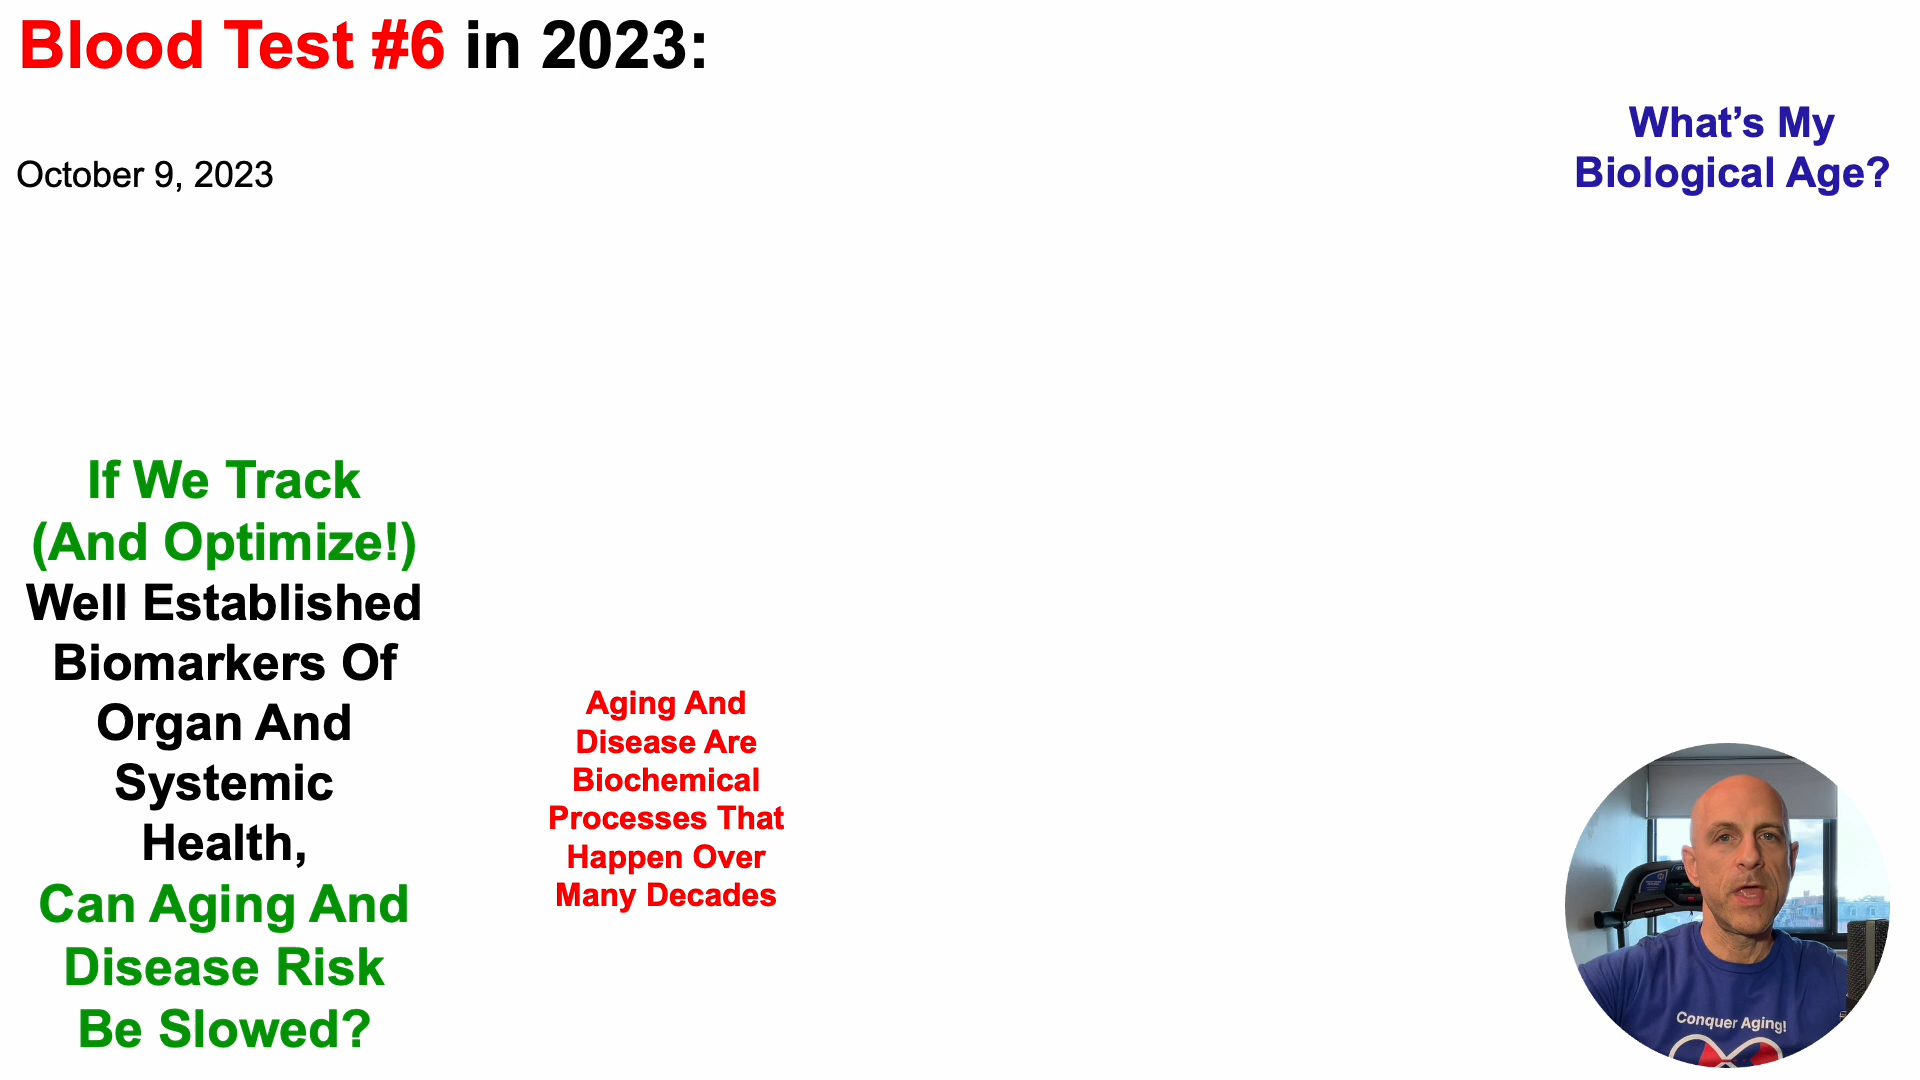 Blood Test #6 in 2023:
What’s My
Biological Age?
October 9, 2023
If We Track
(And Optimize!)
Well Established
Biomarkers Of
Organ And
Systemic
Health,
Can Aging And
Disease Risk
Be Slowed?
Aging And
Disease Are
Biochemical
Processes That
Happen Over
Many Decades
Conquer Aging!